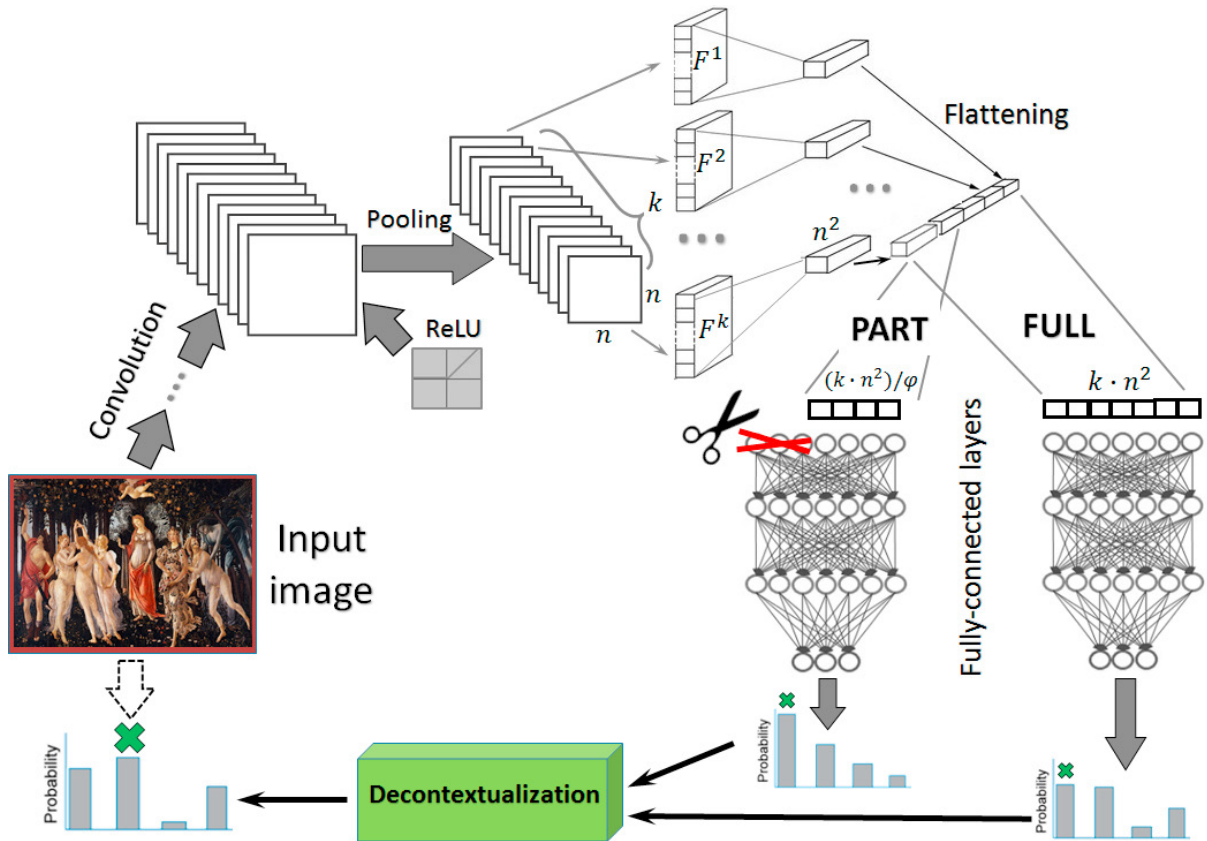 F¹
Flattening
F²
k
Pooling
n²
n
n
F^k
ReLU
Convolution
PART
FULL
(k · n²)/φ
k · n²
Fully-connected layers
Input
image
Probability
Decontextualization
Probability
Probability